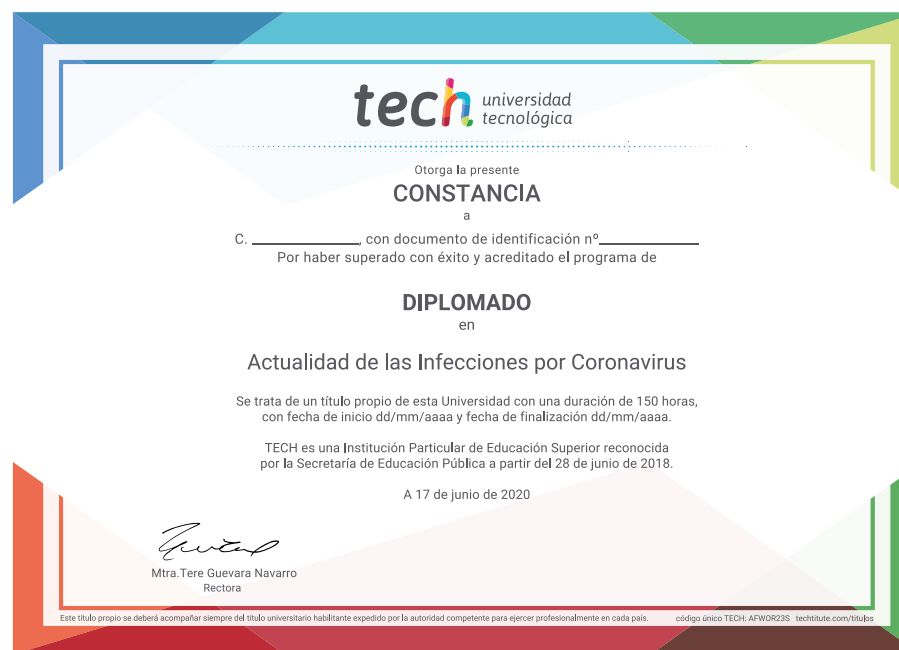 tech universidad
tecnológica
Otorga la presente
CONSTANCIA
a
C. ____________, con documento de identificación nº___________
Por haber superado con éxito y acreditado el programa de
DIPLOMADO
en
Actualidad de las Infecciones por Coronavirus
Se trata de un título propio de esta Universidad con una duración de 150 horas,
con fecha de inicio dd/mm/aaaa y fecha de finalización dd/mm/aaaa.
TECH es una Institución Particular de Educación Superior reconocida
por la Secretaría de Educación Pública a partir del 28 de junio de 2018.
A 17 de junio de 2020
Mtra.Tere Guevara Navarro
Rectora
Este título propio se deberá acompañar siempre del título universitario habilitante expedido por la autoridad competente para ejercer profesionalmente en cada país. código único TECH: AFWOR23S techtitute.com/titulos